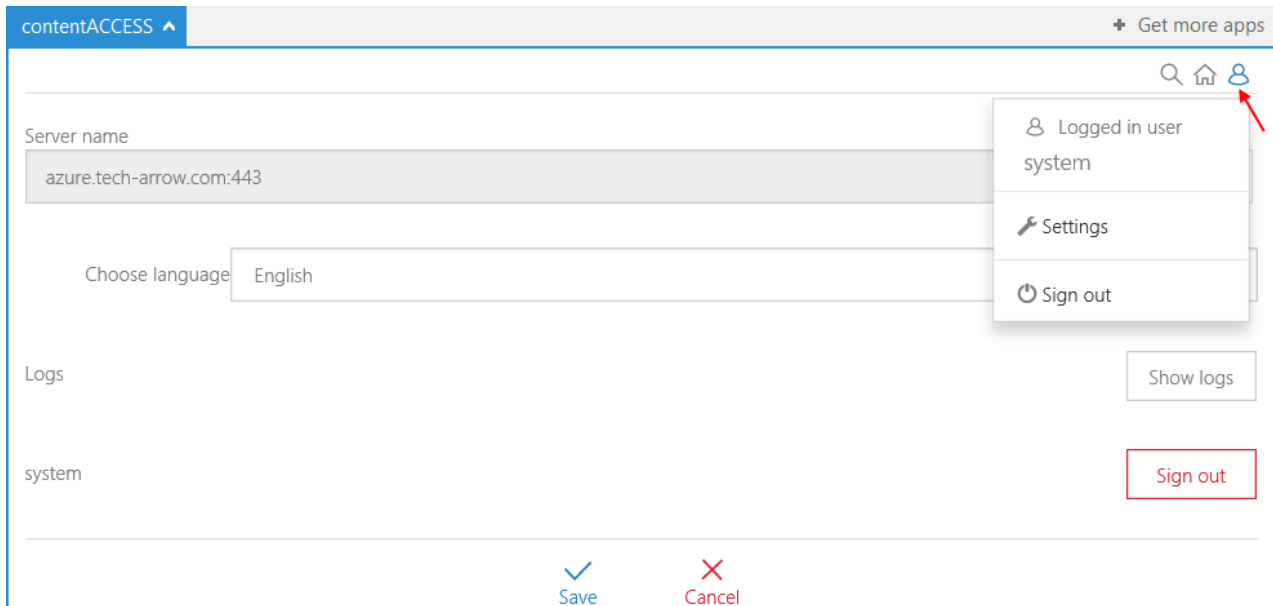 contentACCESS
Get more apps
Logged in user
system
Settings
Sign out
Server name
azure.tech-arrow.com:443
Choose language
English
Logs
Show logs
system
Sign out
Save
Cancel